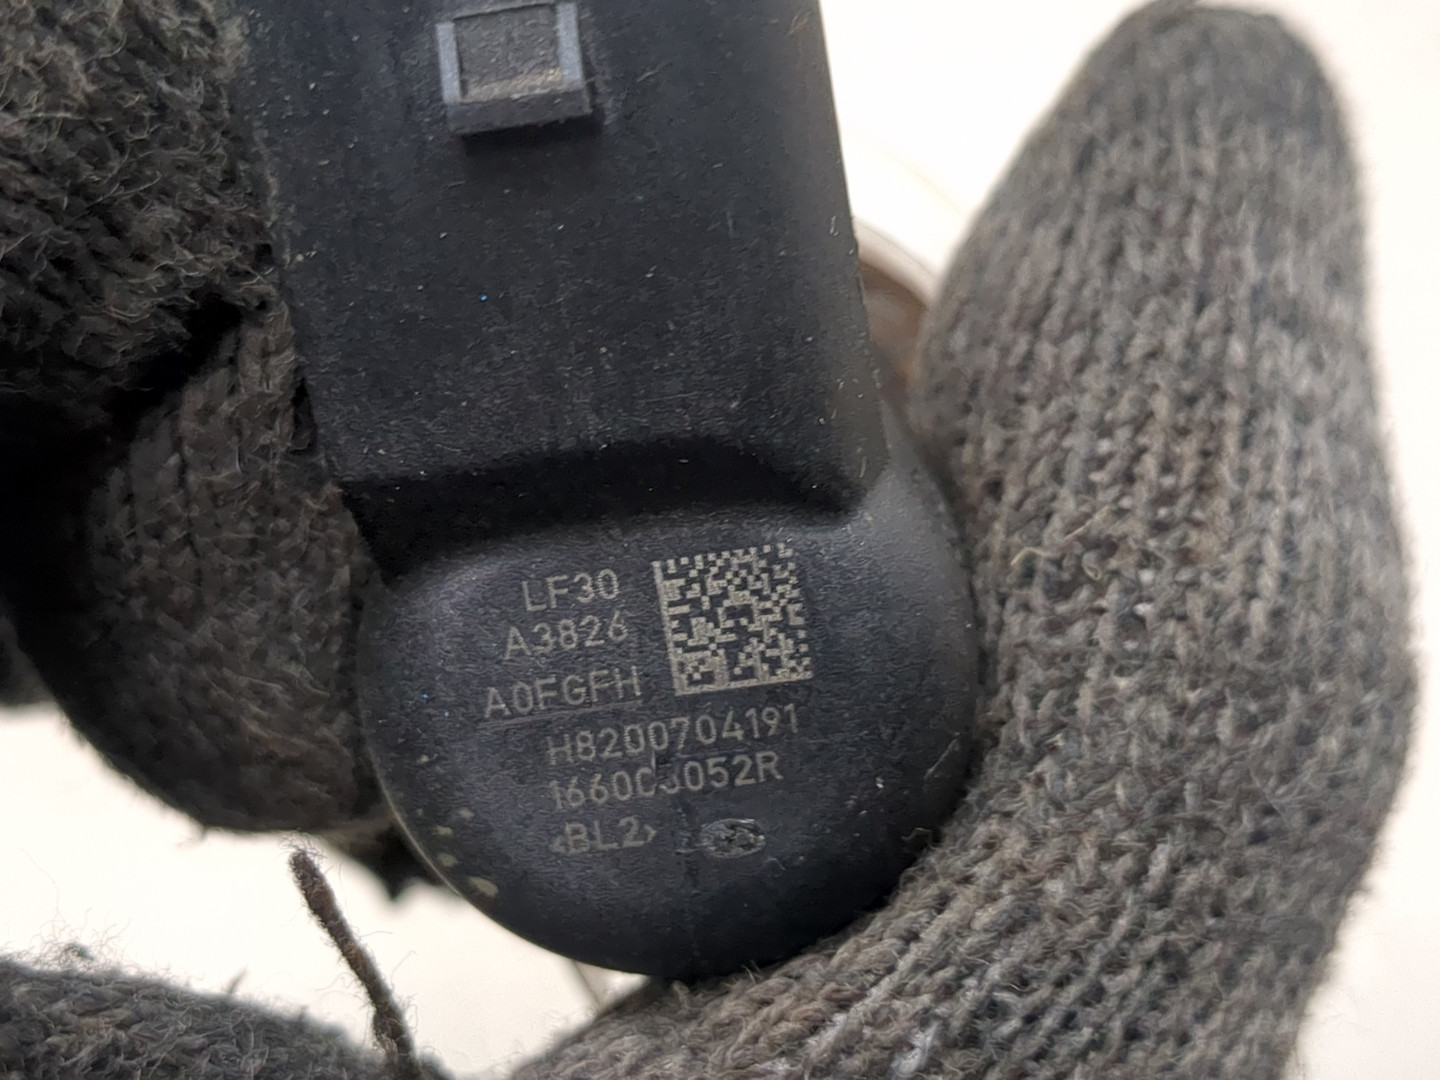 LF30
A3826
A0FGFH
H8200704191
<BL2>